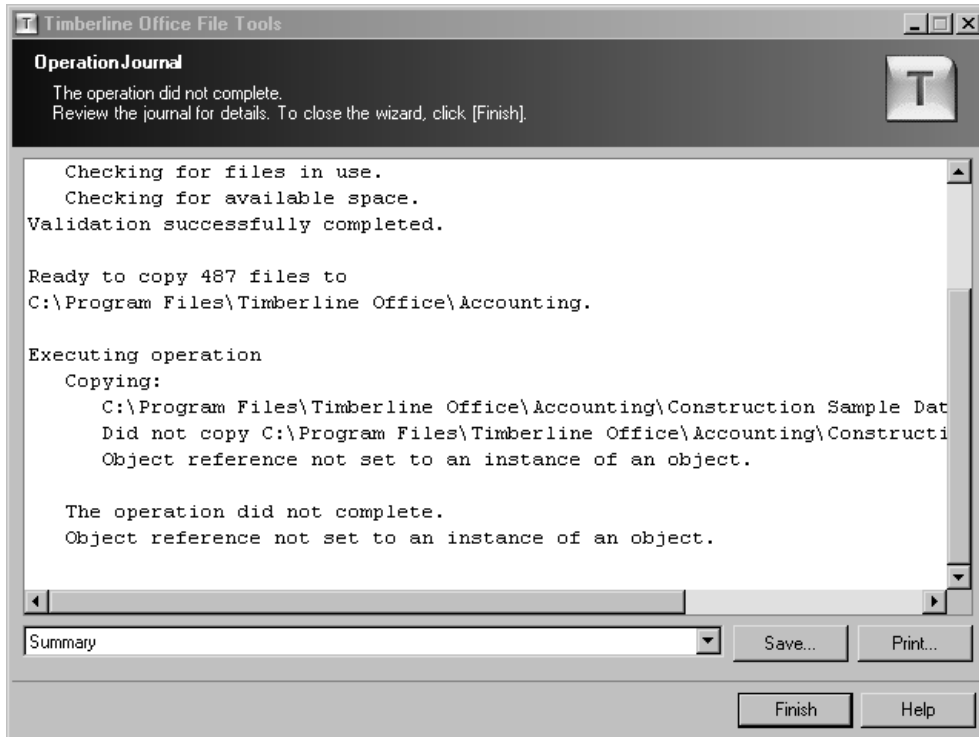 Timberline Office File Tools
Operation Journal
The operation did not complete.
Review the journal for details. To close the wizard, click [Finish].
Checking for files in use.
Checking for available space.
Validation successfully completed.
Ready to copy 487 files to
C:\Program Files\Timberline Office\Accounting.
Executing operation
Copying:
C:\Program Files\Timberline Office\Accounting\Construction Sample Dat
Did not copy C:\Program Files\Timberline Office\Accounting\Constructi
Object reference not set to an instance of an object.
The operation did not complete.
Object reference not set to an instance of an object.
Summary
Save...
Print...
Finish
Help